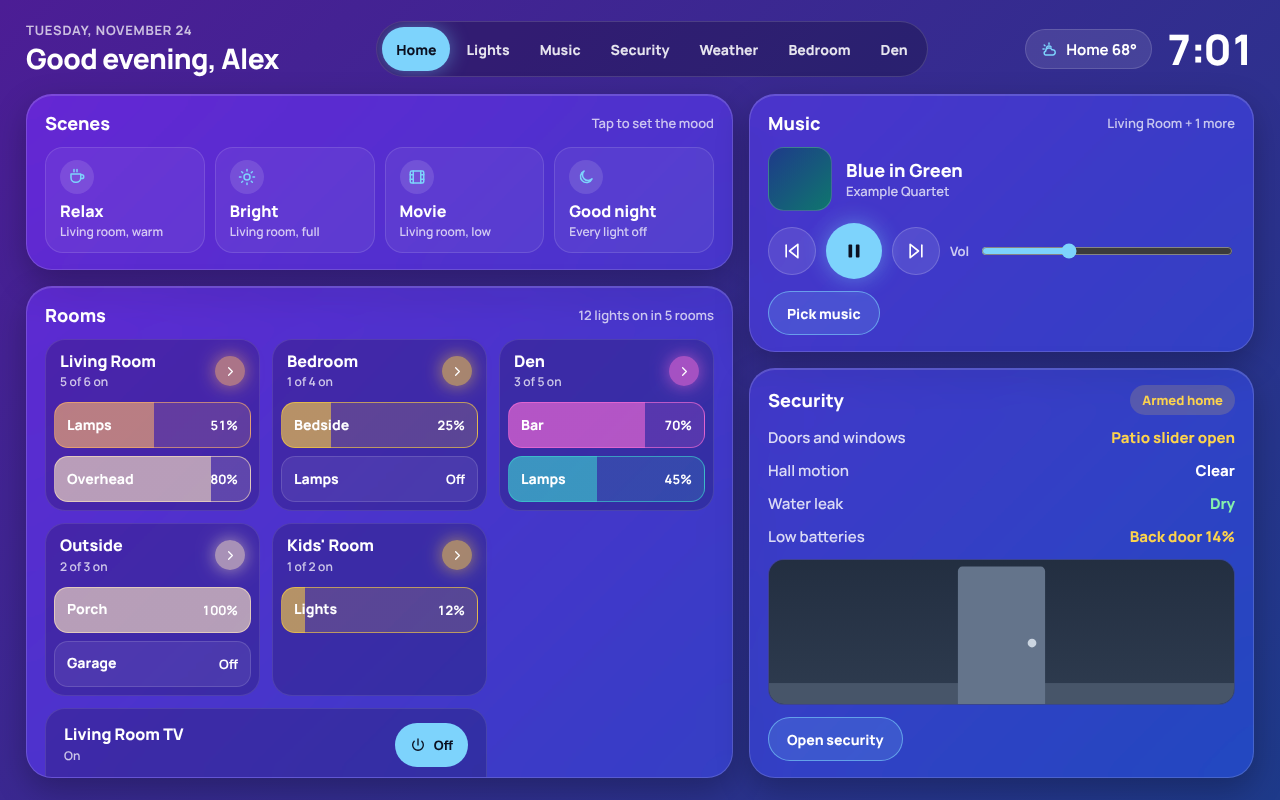 TUESDAY, NOVEMBER 24
Good evening, Alex
Home Lights Music Security Weather Bedroom Den
Home 68°
7:01
Scenes
Tap to set the mood
Relax
Living room, warm
Bright
Living room, full
Movie
Living room, low
Good night
Every light off
Rooms
12 lights on in 5 rooms
Living Room
5 of 6 on
Lamps 51%
Overhead 80%
Bedroom
1 of 4 on
Bedside 25%
Lamps Off
Den
3 of 5 on
Bar 70%
Lamps 45%
Outside
2 of 3 on
Porch 100%
Garage Off
Kids' Room
1 of 2 on
Lights 12%
Living Room TV
On
Off
Music
Living Room + 1 more
Blue in Green
Example Quartet
Vol
Pick music
Security
Armed home
Doors and windows Patio slider open
Hall motion Clear
Water leak Dry
Low batteries Back door 14%
Open security